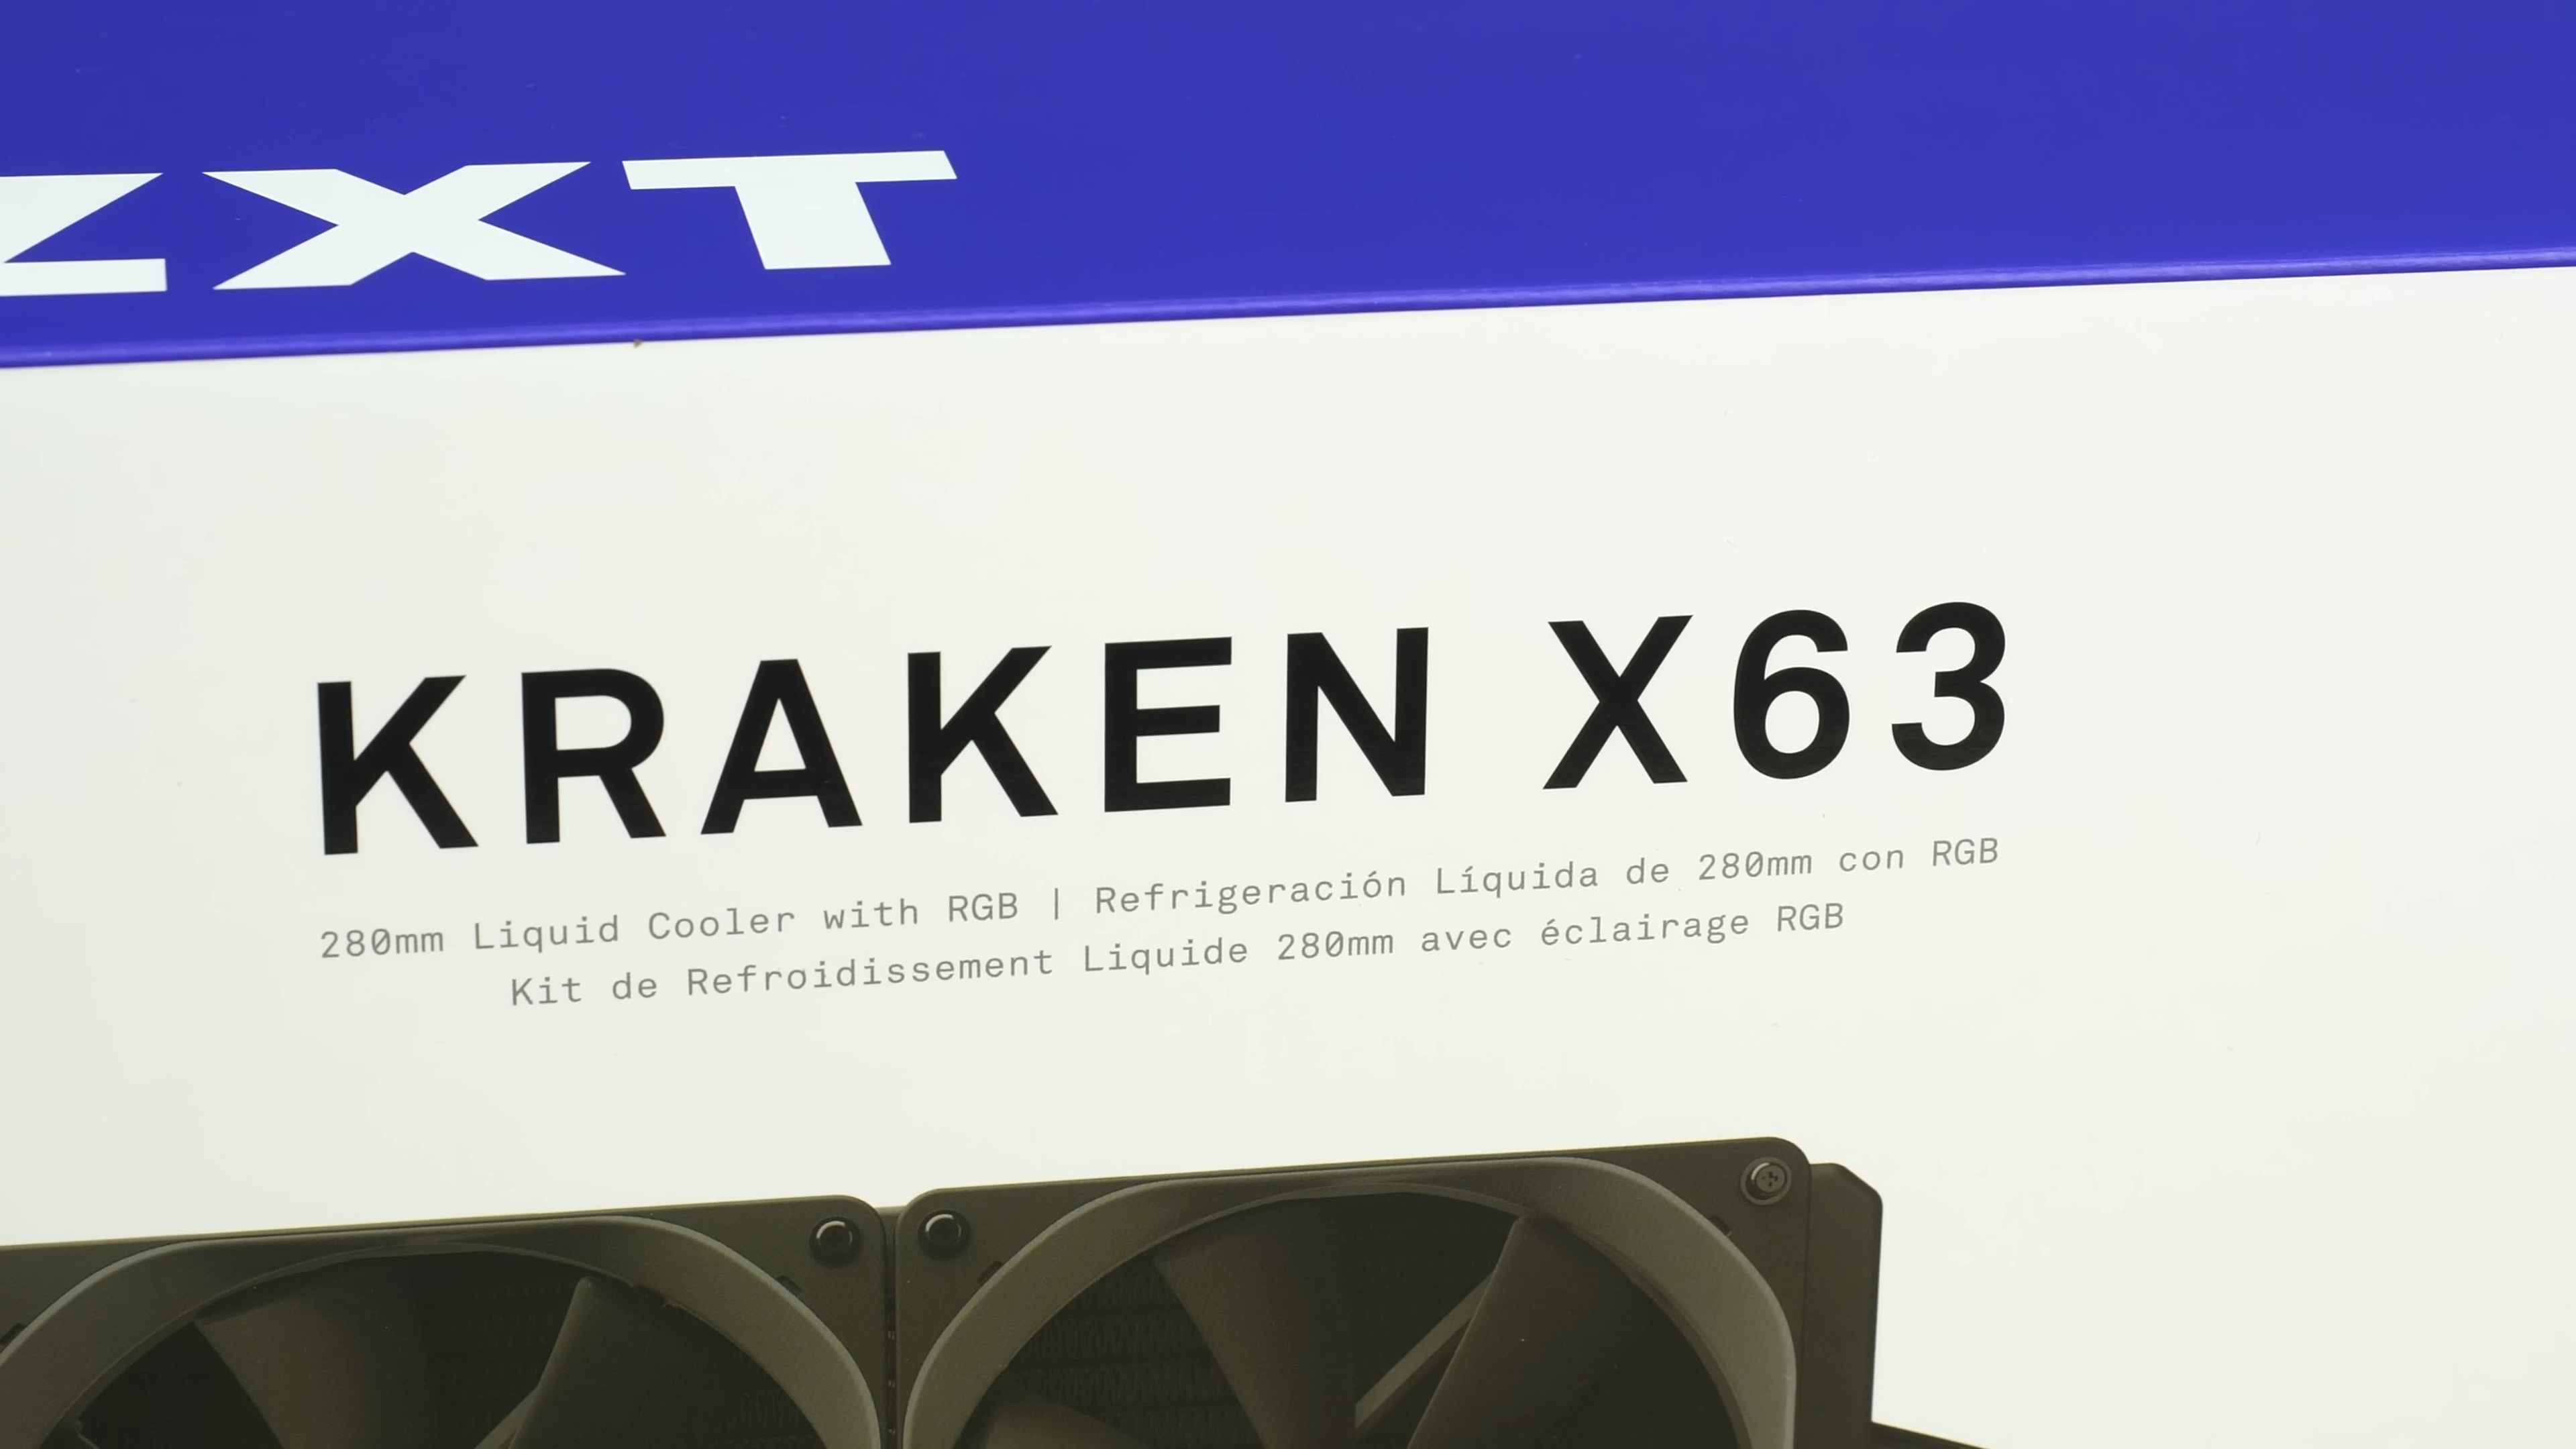 ZXT
KRAKEN X63
280mm Liquid Cooler with RGB | Refrigeración Líquida de 280mm con RGB
Kit de Refroidissement Liquide 280mm avec éclairage RGB